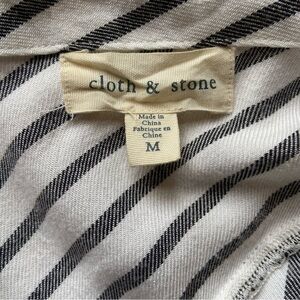 cloth & stone
Made in
China
Fabriqué en
Chine
M